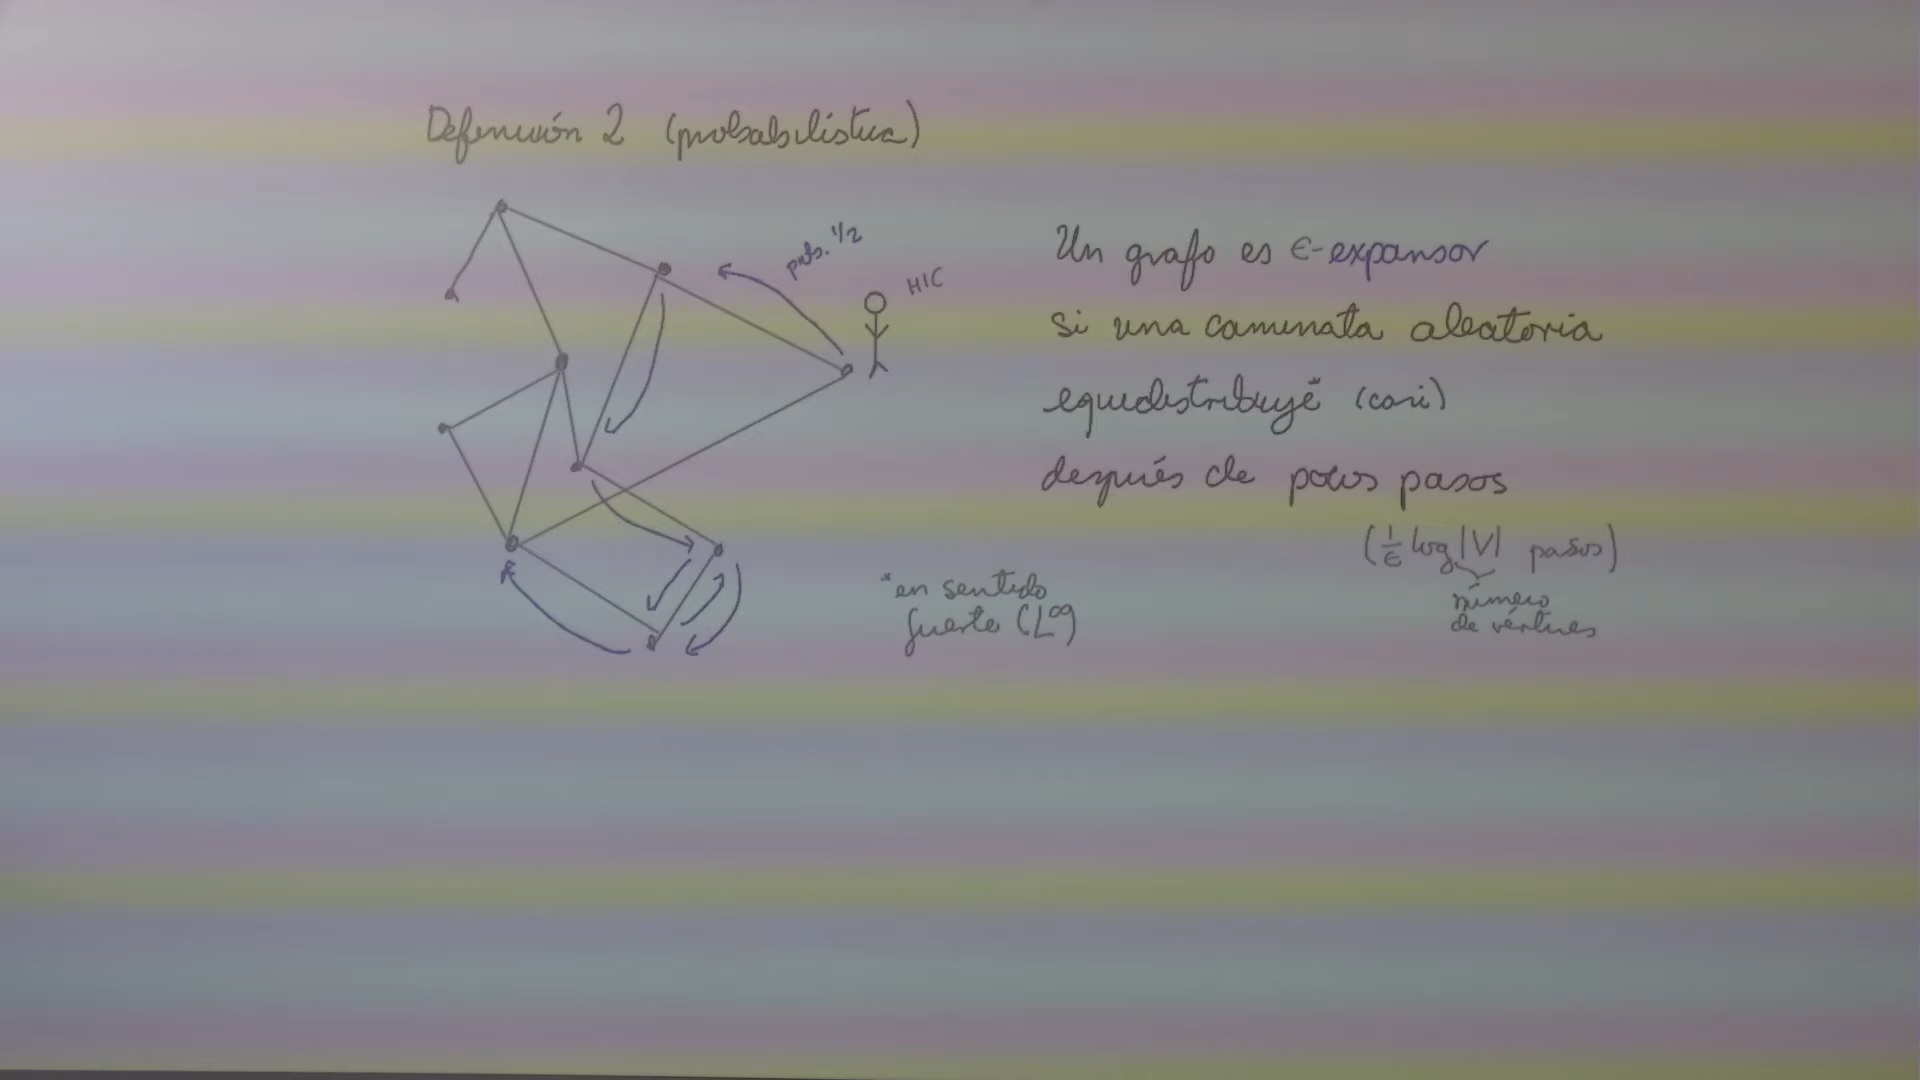 Definición 2 (probabilística)
prob. 1/2
HIC
Un grafo es ε-expansor
si una caminata aleatoria
equidistribuye* (casi)
después de pocos pasos
(1/ε log |V| pasos)
número
de vértices
*en sentido
fuerte (L∞)